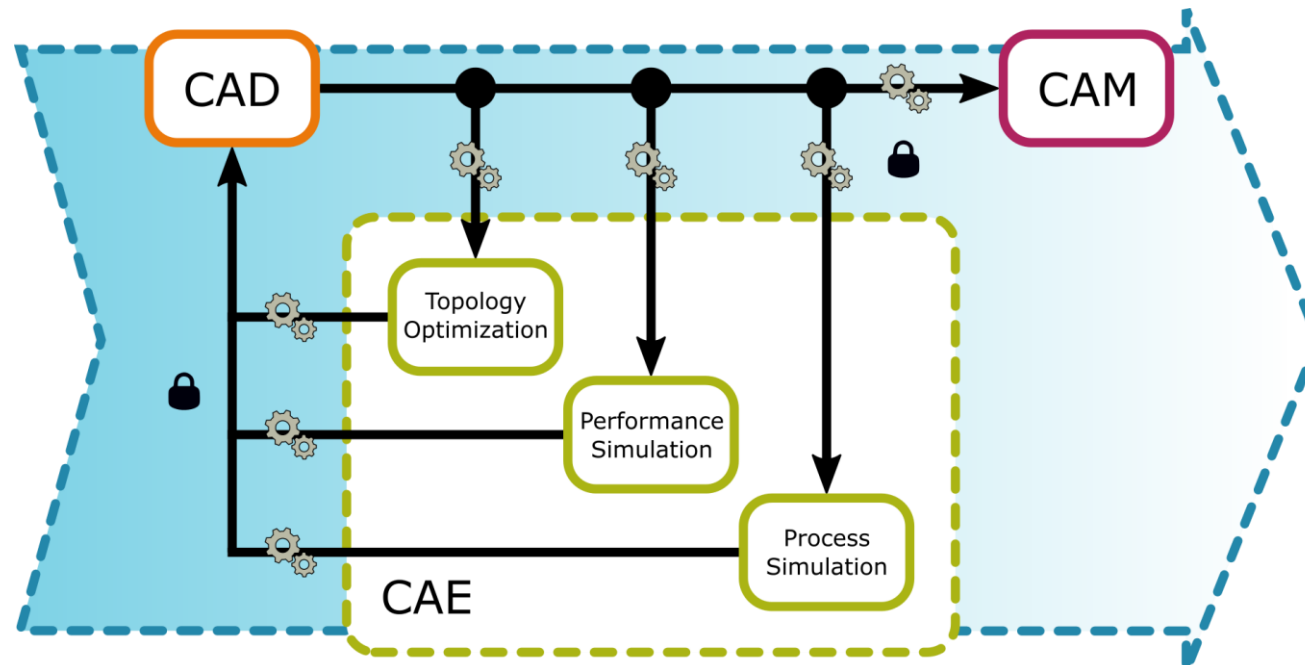 CAD
CAM
Topology
Optimization
Performance
Simulation
Process
Simulation
CAE